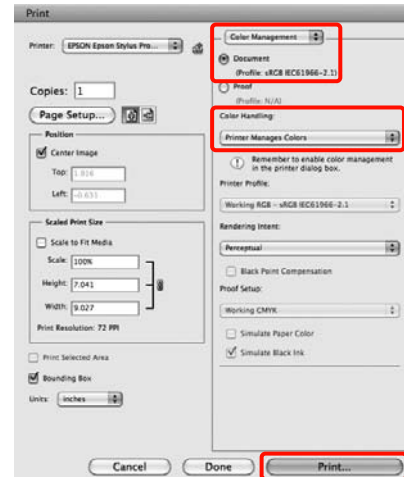 Print
Printer: EPSON Epson Stylus Pro...
Copies: 1
Page Setup...
Position
Center Image
Top: 1.816
Left: -0.633
Scaled Print Size
Scale to Fit Media
Scale: 100%
Height: 7.041
Width: 9.027
Print Resolution: 72 PPI
Print Selected Area
Bounding Box
Units: inches
Color Management
Document
(Profile: sRGB IEC61966-2.1)
Proof
(Profile: N/A)
Color Handling:
Printer Manages Colors
Remember to enable color management
in the printer dialog box.
Printer Profile:
Working RGB - sRGB IEC61966-2.1
Rendering Intent:
Perceptual
Black Point Compensation
Proof Setup:
Working CMYK
Simulate Paper Color
Simulate Black Ink
Cancel
Done
Print...